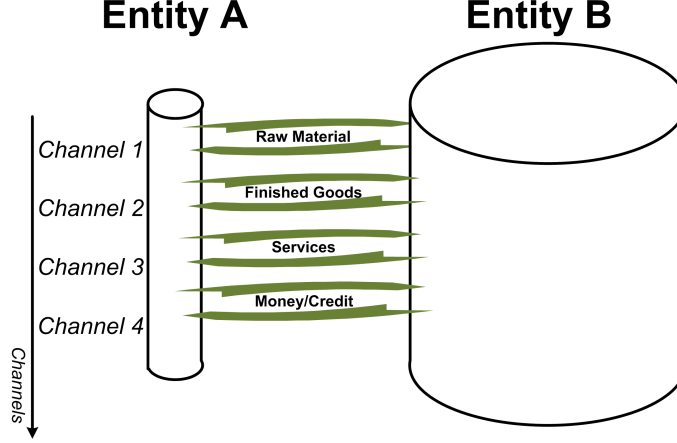 Entity A
Entity B
Channel 1
Raw Material
Channel 2
Finished Goods
Channel 3
Services
Channel 4
Money/Credit
Channels